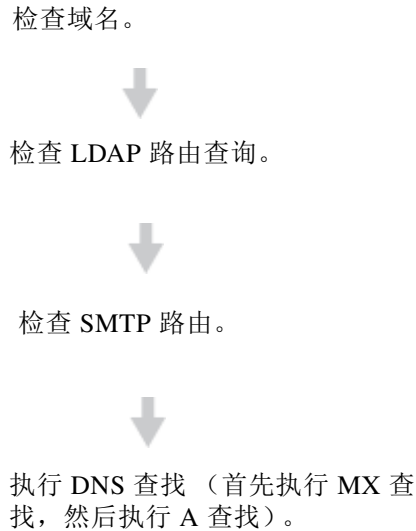 检查域名。
检查 LDAP 路由查询。
检查 SMTP 路由。
执行 DNS 查找 （首先执行 MX 查
找，然后执行 A 查找）。